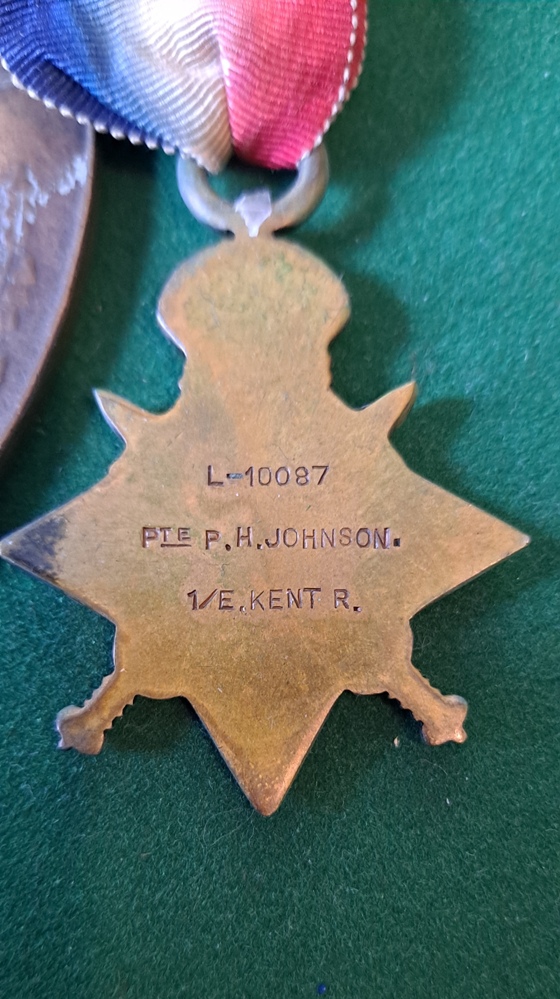 L-10087
PTE P.H.JOHNSON.
1/E.KENT R.